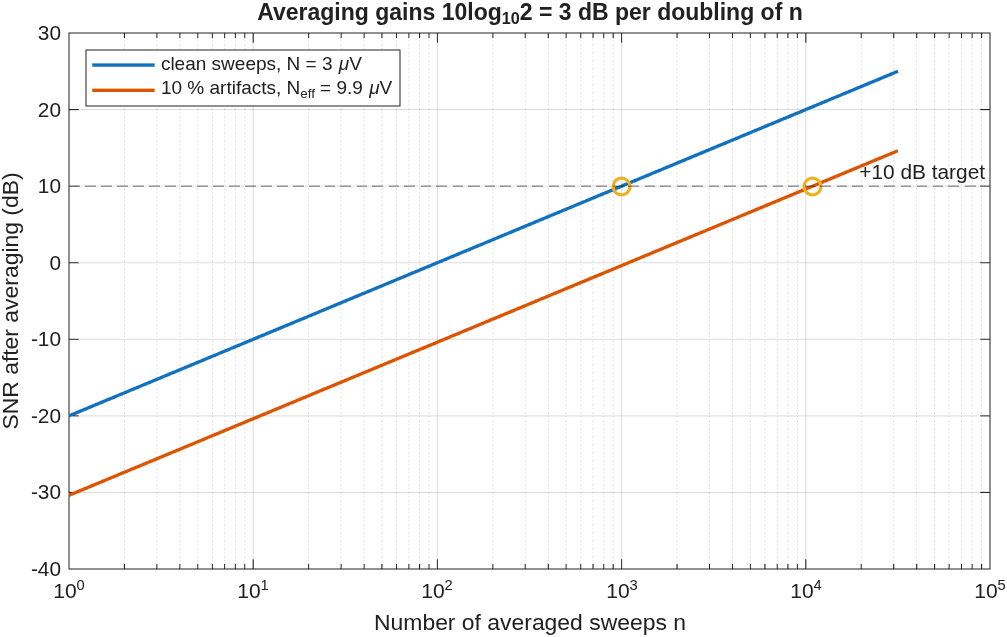 Averaging gains 10log₁₀2 = 3 dB per doubling of n
30
20
10
0
-10
-20
-30
-40
SNR after averaging (dB)
clean sweeps, N = 3 μV
10 % artifacts, Neff = 9.9 μV
+10 dB target
10⁰ 10¹ 10² 10³ 10⁴ 10⁵
Number of averaged sweeps n